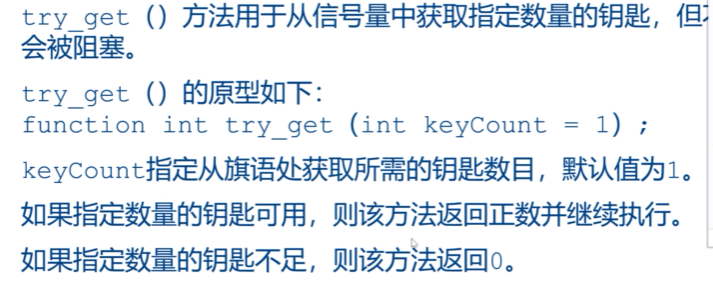 try_get () 方法用于从信号量中获取指定数量的钥匙，但
会被阻塞。
try_get () 的原型如下：
function int try_get (int keyCount = 1) ;
keyCount指定从旗语处获取所需的钥匙数目，默认值为1。
如果指定数量的钥匙可用，则该方法返回正数并继续执行。
如果指定数量的钥匙不足，则该方法返回0。